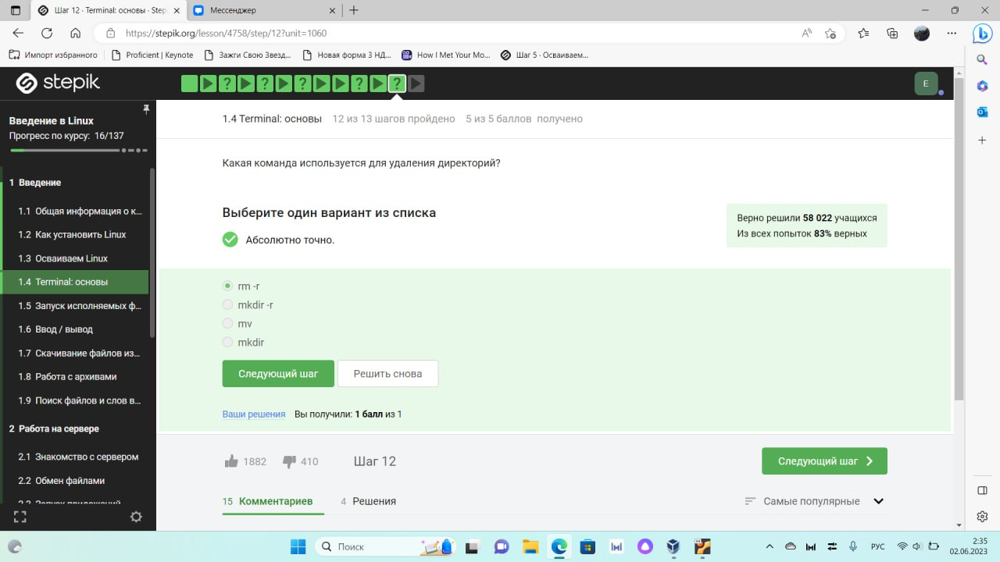 Шаг 12 · Terminal: основы · Step
Мессенджер
https://stepik.org/lesson/4758/step/12?unit=1060
Импорт избранного
Proficient | Keynote
Зажги Свою Звезд...
Новая форма 3 НД...
How I Met Your Mo...
Шаг 5 · Осваиваем...
stepik
E
Введение в Linux
Прогресс по курсу: 16/137
1 Введение
1.1 Общая информация о к...
1.2 Как установить Linux
1.3 Осваиваем Linux
1.4 Terminal: основы
1.5 Запуск исполняемых ф...
1.6 Ввод / вывод
1.7 Скачивание файлов из...
1.8 Работа с архивами
1.9 Поиск файлов и слов в...
2 Работа на сервере
2.1 Знакомство с сервером
2.2 Обмен файлами
2.3 Запуск приложений
1.4 Terminal: основы 12 из 13 шагов пройдено 5 из 5 баллов получено
Какая команда используется для удаления директорий?
Выберите один вариант из списка
Абсолютно точно.
Верно решили 58 022 учащихся
Из всех попыток 83% верных
rm -r
mkdir -r
mv
mkdir
Следующий шаг
Решить снова
Ваши решения Вы получили: 1 балл из 1
1882 410 Шаг 12
Следующий шаг
15 Комментариев 4 Решения
Самые популярные
Поиск
РУС
2:35
02.06.2023